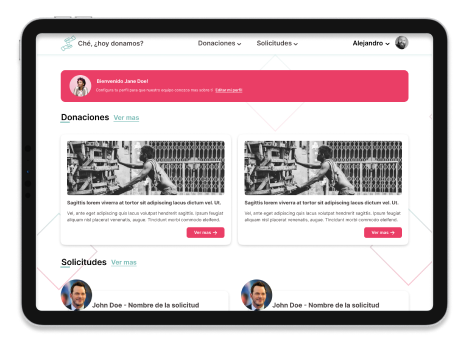 Ché, ¿hoy donamos?
Donaciones
Solicitudes
Alejandro
Bienvenido Jane Doe!
Configura tu perfil para que nuestro equipo conozca más sobre ti Editar mi perfil
Donaciones Ver mas
Sagittis lorem viverra at tortor sit adipiscing lacus dictum vel. Ut.
Vel, ante eget adipiscing quis lacus volutpat hendrerit sagittis. Ipsum feugiat
aliquam nisl placerat venenatis, augue. Tincidunt morbi commodo eleifend.
Ver mas →
Sagittis lorem viverra at tortor sit adipiscing lacus dictum vel. Ut.
Vel, ante eget adipiscing quis lacus volutpat hendrerit sagittis. Ipsum feugiat
aliquam nisl placerat venenatis, augue. Tincidunt morbi commodo eleifend.
Ver mas →
Solicitudes Ver mas
John Doe - Nombre de la solicitud
John Doe - Nombre de la solicitud